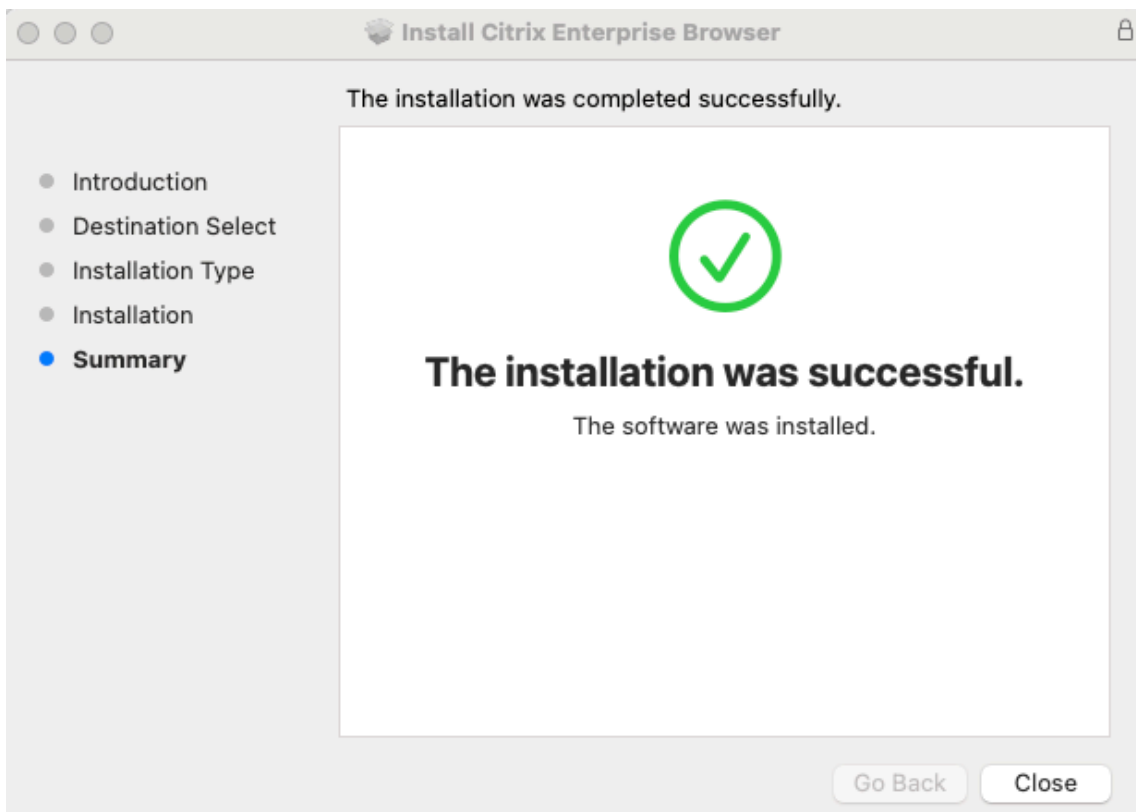 Install Citrix Enterprise Browser
The installation was completed successfully.
Introduction
Destination Select
Installation Type
Installation
Summary
The installation was successful.
The software was installed.
Go Back
Close